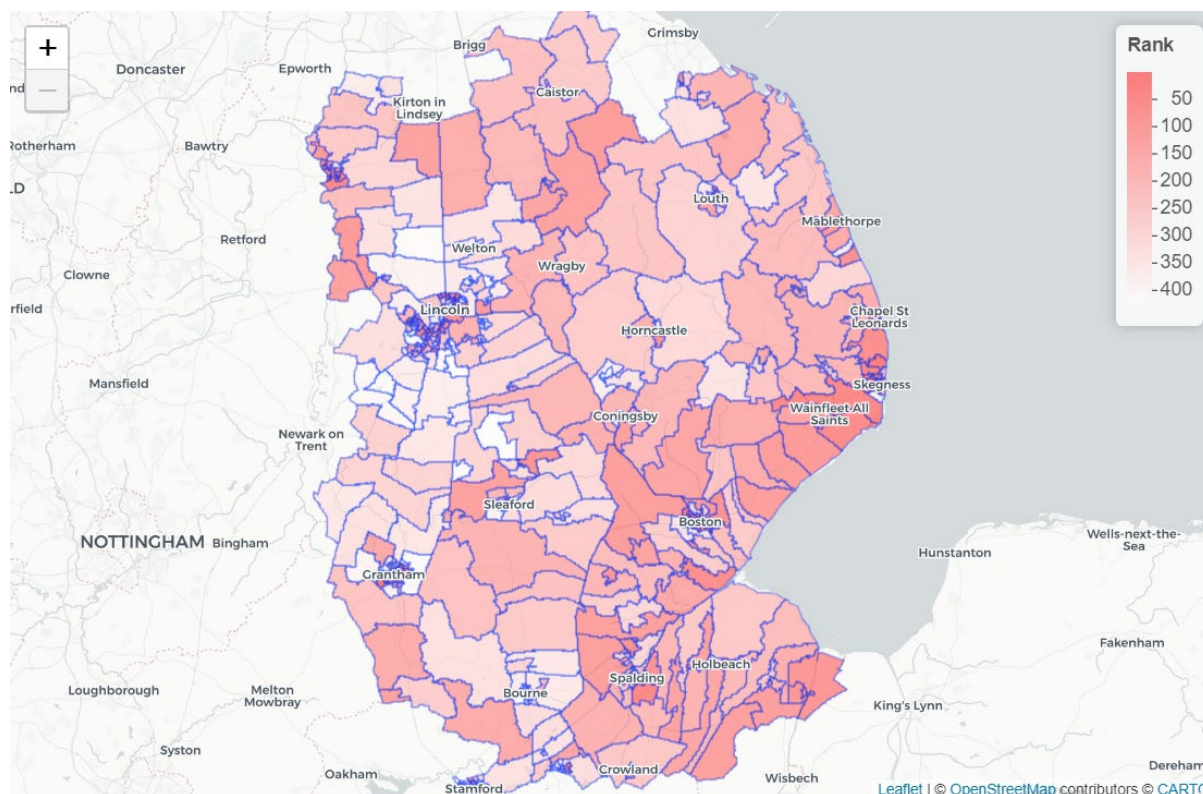 +
−
Doncaster
Epworth
Brigg
Grimsby
Kirton in
Lindsey
Caistor
Rotherham
Bawtry
Louth
Mablethorpe
Retford
Welton
Clowne
Wragby
Lincoln
Chapel St
Leonards
Horncastle
Mansfield
Skegness
Wainfleet All
Saints
Coningsby
Newark on
Trent
Sleaford
Boston
NOTTINGHAM
Bingham
Wells-next-the-
Sea
Hunstanton
Grantham
Fakenham
Loughborough
Melton
Mowbray
Bourne
Spalding
Holbeach
King's Lynn
Syston
Oakham
Stamford
Crowland
Wisbech
Dereham
Rank
50
100
150
200
250
300
350
400
Leaflet | © OpenStreetMap contributors © CARTO